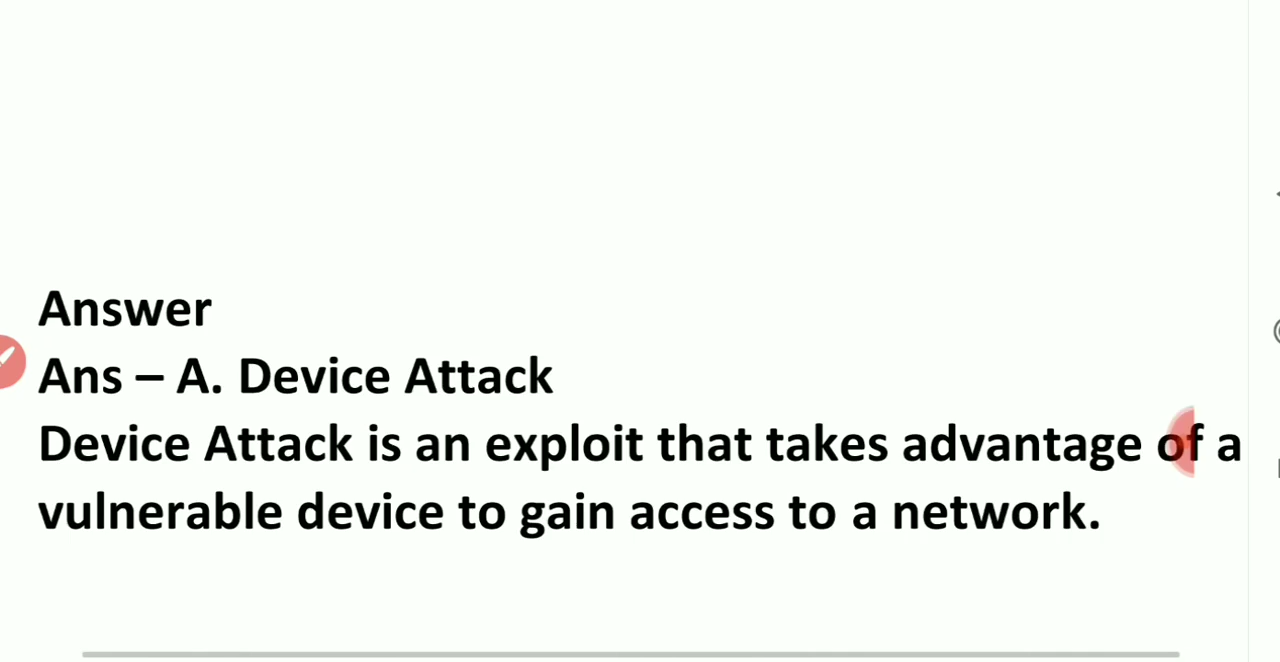 Answer
Ans – A. Device Attack
Device Attack is an exploit that takes advantage of a
vulnerable device to gain access to a network.